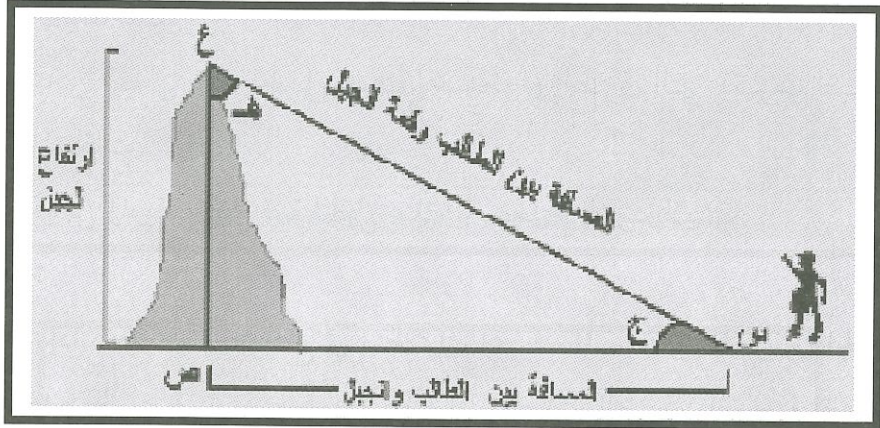 ع
هـ
المسافة بين الطالب وقمة الجبل
ارتفاع
الجبل
ج
س
ص
المسافة بين الطالب والجبل